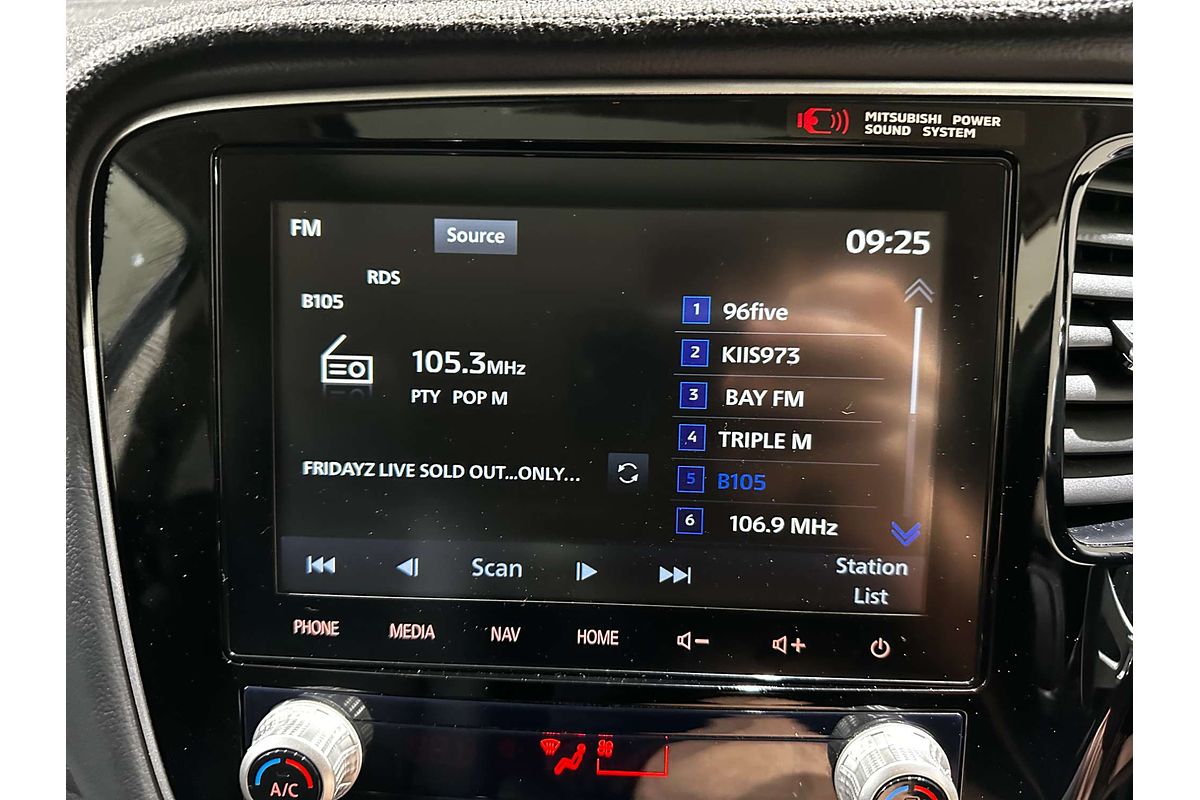 MITSUBISHI POWER
SOUND SYSTEM
FM
Source
09:25
RDS
B105
105.3MHz
PTY POP M
FRIDAYZ LIVE SOLD OUT...ONLY...
1 96five
2 KIIS973
3 BAY FM
4 TRIPLE M
5 B105
6 106.9 MHz
Scan
Station
List
PHONE MEDIA NAV HOME
A/C